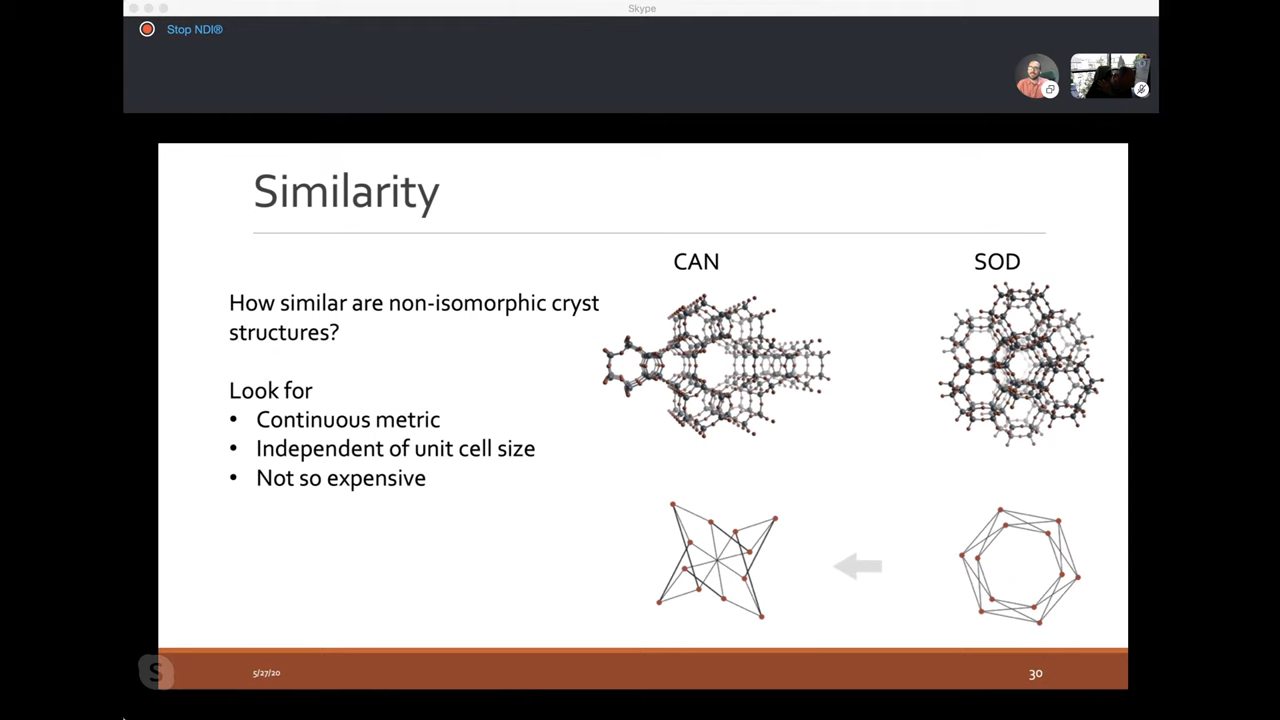 Skype
Stop NDI®
Similarity
CAN
SOD
How similar are non-isomorphic cryst
structures?
Look for
• Continuous metric
• Independent of unit cell size
• Not so expensive
S
5/27/20
30